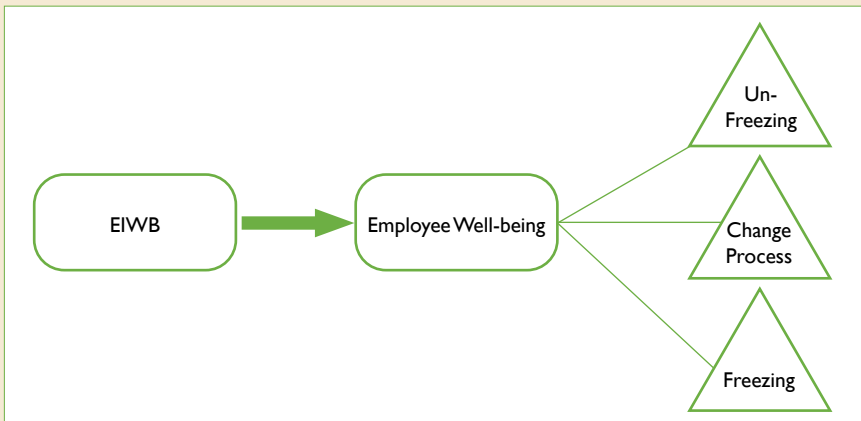 Un-
Freezing
EIWB
Employee Well-being
Change
Process
Freezing